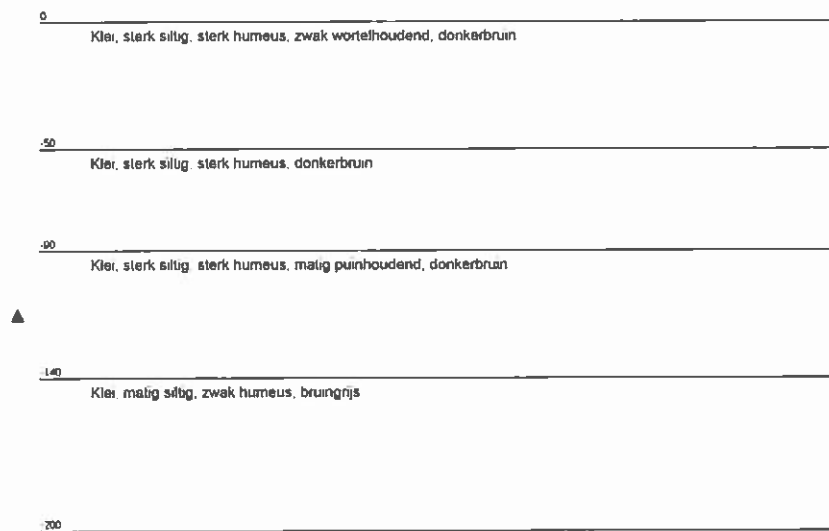 0
Klei, sterk siltig, sterk humeus, zwak wortelhoudend, donkerbruin
-50
Klei, sterk siltig, sterk humeus, donkerbruin
-90
Klei, sterk siltig, sterk humeus, matig puinhoudend, donkerbruin
-140
Klei, matig siltig, zwak humeus, bruingrijs
-200